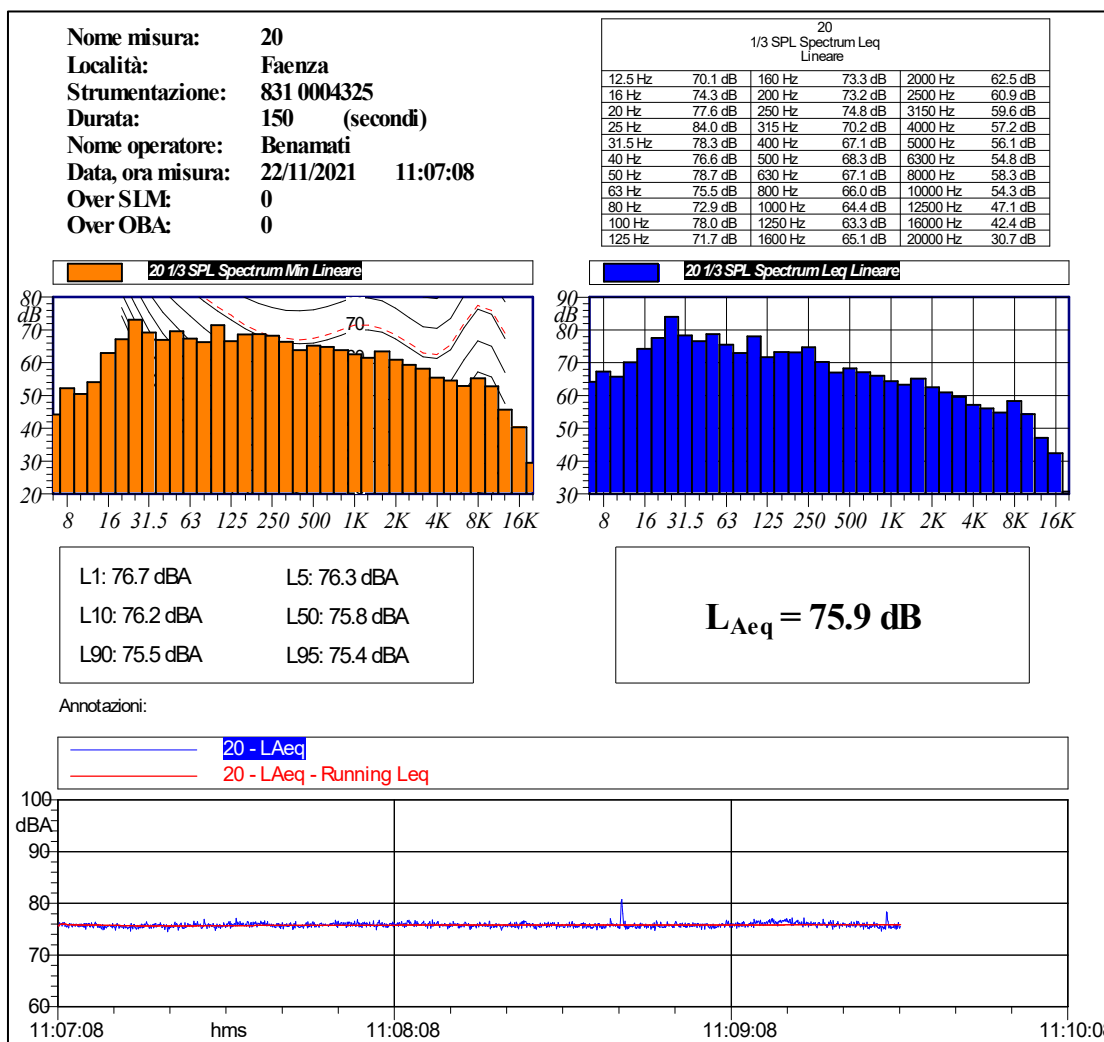 Nome misura: 20
Località: Faenza
Strumentazione: 831 0004325
Durata: 150 (secondi)
Nome operatore: Benamati
Data, ora misura: 22/11/2021 11:07:08
Over SLM: 0
Over OBA: 0
20
1/3 SPL Spectrum Leq
Lineare
12.5 Hz 70.1 dB 160 Hz 73.3 dB 2000 Hz 62.5 dB
16 Hz 74.3 dB 200 Hz 73.2 dB 2500 Hz 60.9 dB
20 Hz 77.6 dB 250 Hz 74.8 dB 3150 Hz 59.6 dB
25 Hz 84.0 dB 315 Hz 70.2 dB 4000 Hz 57.2 dB
31.5 Hz 78.3 dB 400 Hz 67.1 dB 5000 Hz 56.1 dB
40 Hz 76.6 dB 500 Hz 68.3 dB 6300 Hz 54.8 dB
50 Hz 78.7 dB 630 Hz 67.1 dB 8000 Hz 58.3 dB
63 Hz 75.5 dB 800 Hz 66.0 dB 10000 Hz 54.3 dB
80 Hz 72.9 dB 1000 Hz 64.4 dB 12500 Hz 47.1 dB
100 Hz 78.0 dB 1250 Hz 63.3 dB 16000 Hz 42.4 dB
125 Hz 71.7 dB 1600 Hz 65.1 dB 20000 Hz 30.7 dB
20 1/3 SPL Spectrum Min Lineare
80
dB
70
60
50
40
30
20
70
8 16 31.5 63 125 250 500 1K 2K 4K 8K 16K
20 1/3 SPL Spectrum Leq Lineare
90
dB
80
70
60
50
40
30
8 16 31.5 63 125 250 500 1K 2K 4K 8K 16K
L1: 76.7 dBA L5: 76.3 dBA
L10: 76.2 dBA L50: 75.8 dBA
L90: 75.5 dBA L95: 75.4 dBA
LAeq = 75.9 dB
Annotazioni:
20 - LAeq
20 - LAeq - Running Leq
100
dBA
90
80
70
60
11:07:08 hms 11:08:08 11:09:08 11:10:0